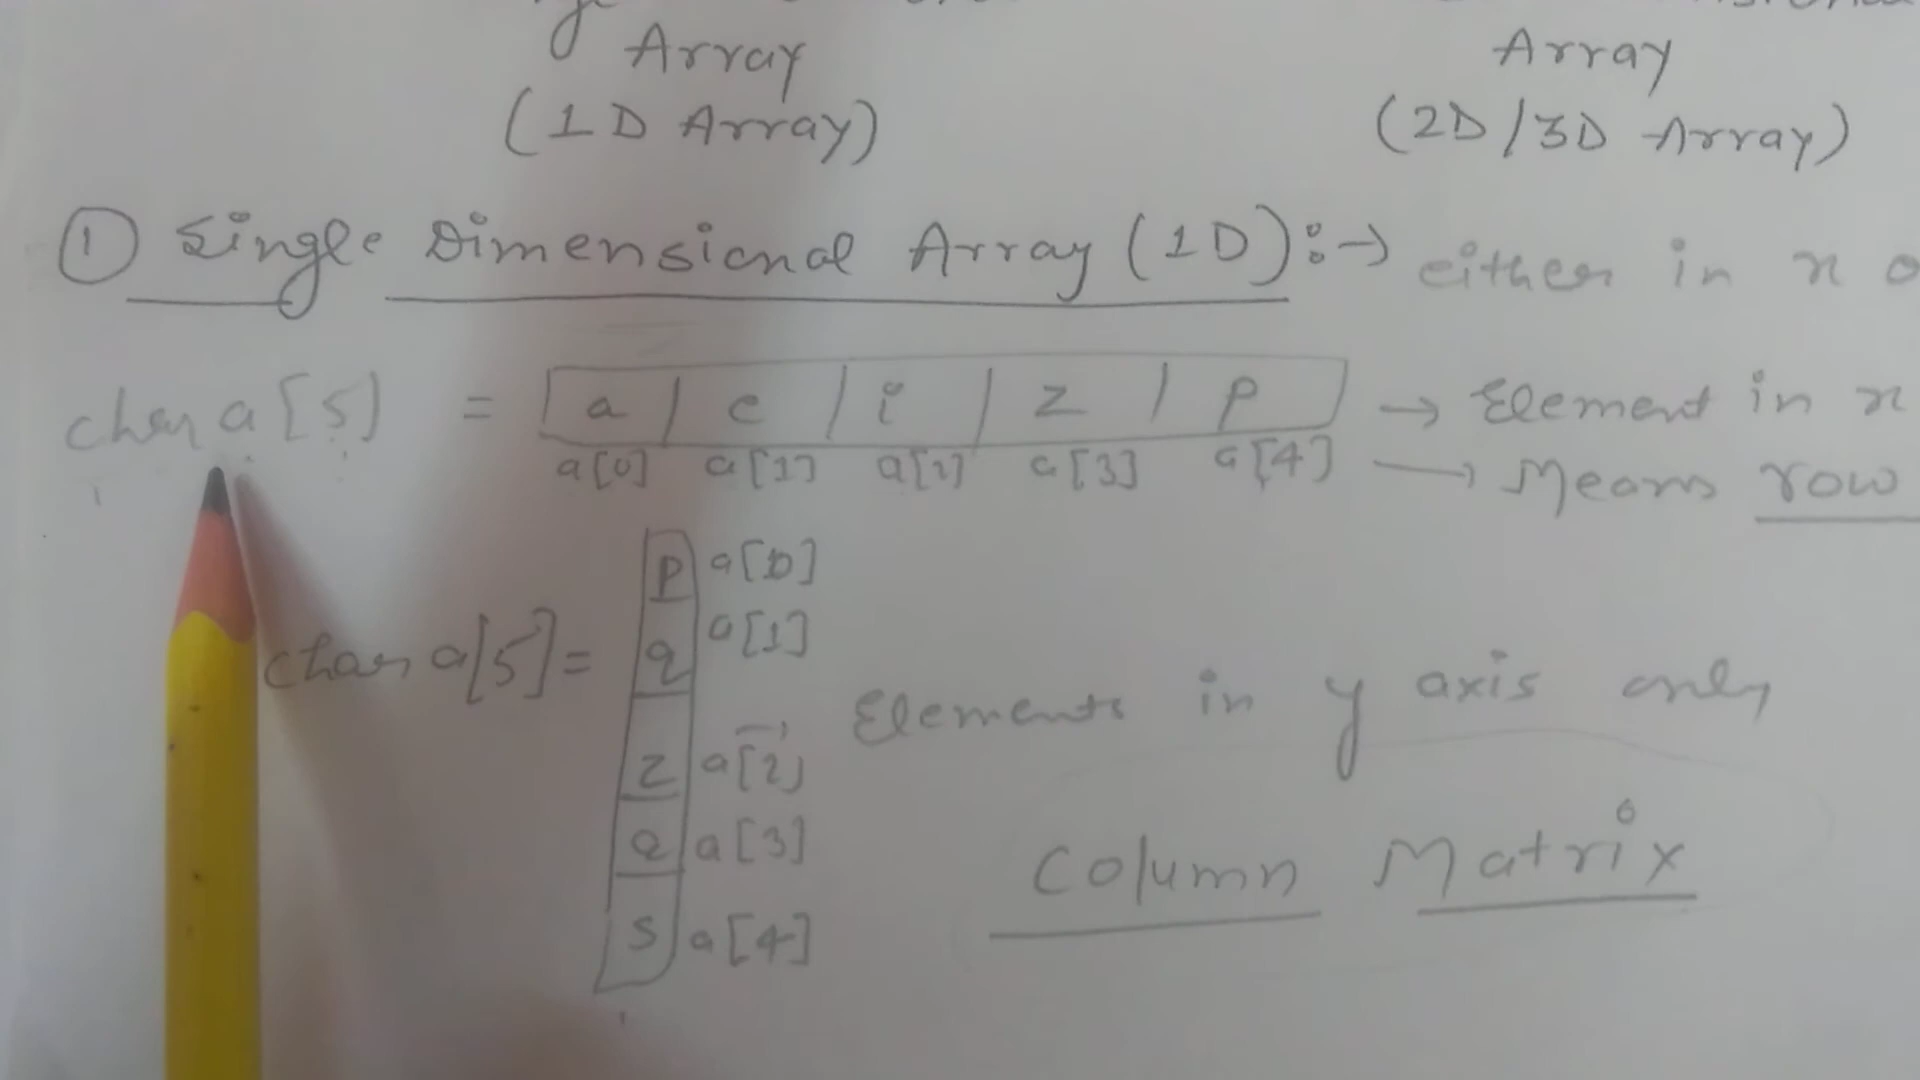 Array
Array
(1D Array)
(2D/3D Array)
① Single Dimensional Array (1D):→ either in x
char a[5] = a | e | i | z | p → Element in x
a[0] a[1] a[2] a[3] a[4] → Means row
p a[0]
char a[5] = q a[1]
z a[2] Elements in y axis only
a[3]
Column Matrix
s a[4]